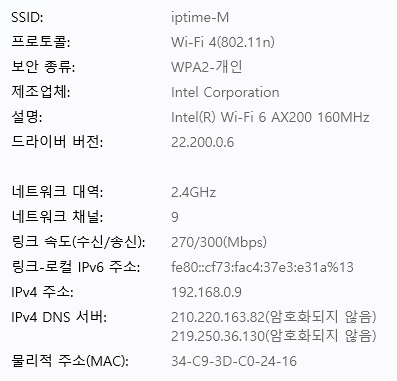 SSID: iptime-M
프로토콜: Wi-Fi 4(802.11n)
보안 종류: WPA2-개인
제조업체: Intel Corporation
설명: Intel(R) Wi-Fi 6 AX200 160MHz
드라이버 버전: 22.200.0.6
네트워크 대역: 2.4GHz
네트워크 채널: 9
링크 속도(수신/송신): 270/300(Mbps)
링크-로컬 IPv6 주소: fe80::cf73:fac4:37e3:e31a%13
IPv4 주소: 192.168.0.9
IPv4 DNS 서버: 210.220.163.82(암호화되지 않음)
219.250.36.130(암호화되지 않음)
물리적 주소(MAC): 34-C9-3D-C0-24-16